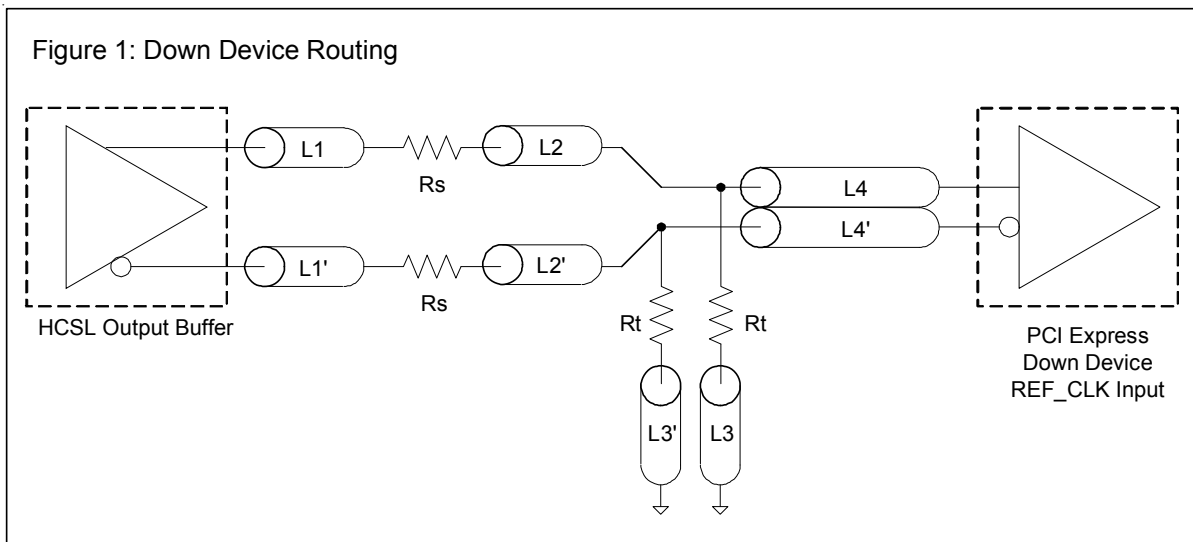 Figure 1: Down Device Routing
L1
Rs
L2
L4
L4'
L1'
Rs
L2'
HCSL Output Buffer
Rt
Rt
L3'
L3
PCI Express
Down Device
REF_CLK Input